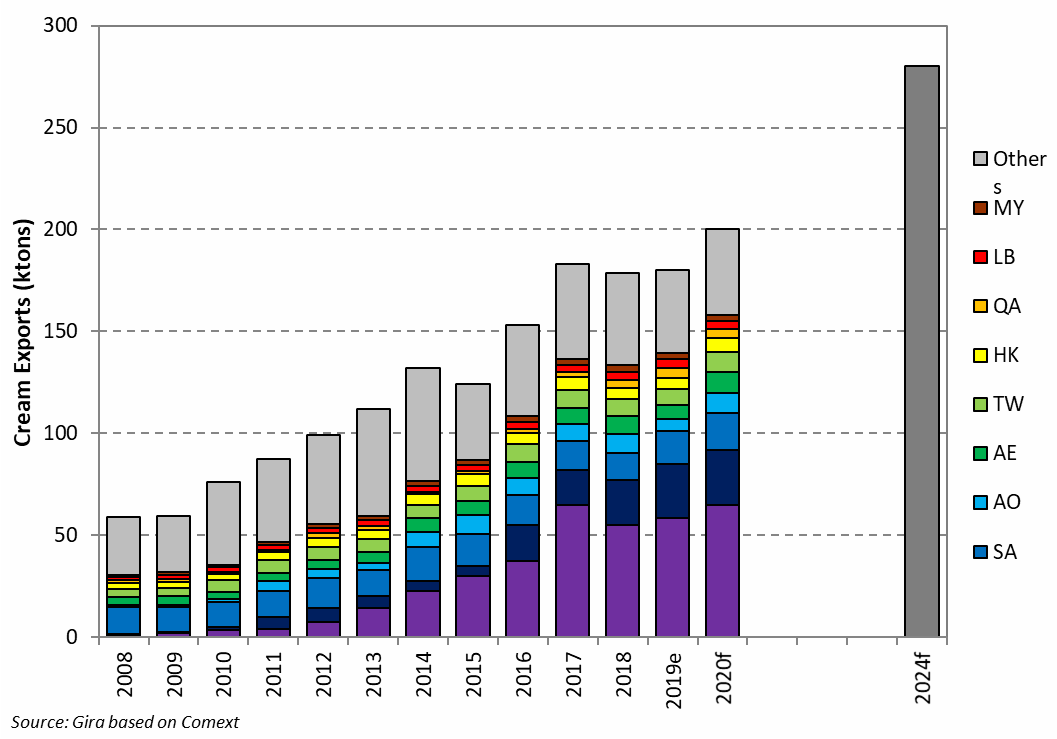 300
250
200
150
100
50
0
Cream Exports (ktons)
2008
2009
2010
2011
2012
2013
2014
2015
2016
2017
2018
2019e
2020f
2024f
Other
s
MY
LB
QA
HK
TW
AE
AO
SA
Source: Gira based on Comext